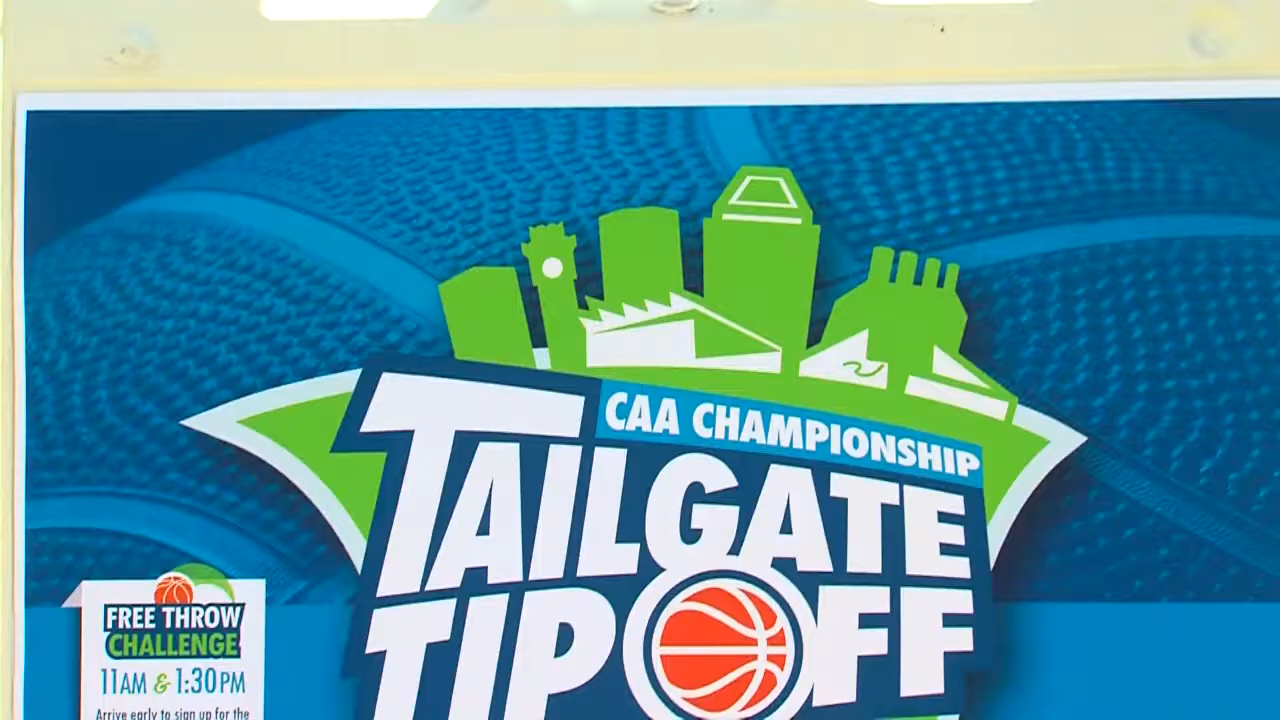 CAA CHAMPIONSHIP
TAILGATE
TIPOFF
FREE THROW
CHALLENGE
11AM & 1:30PM
Arrive early to sign up for the